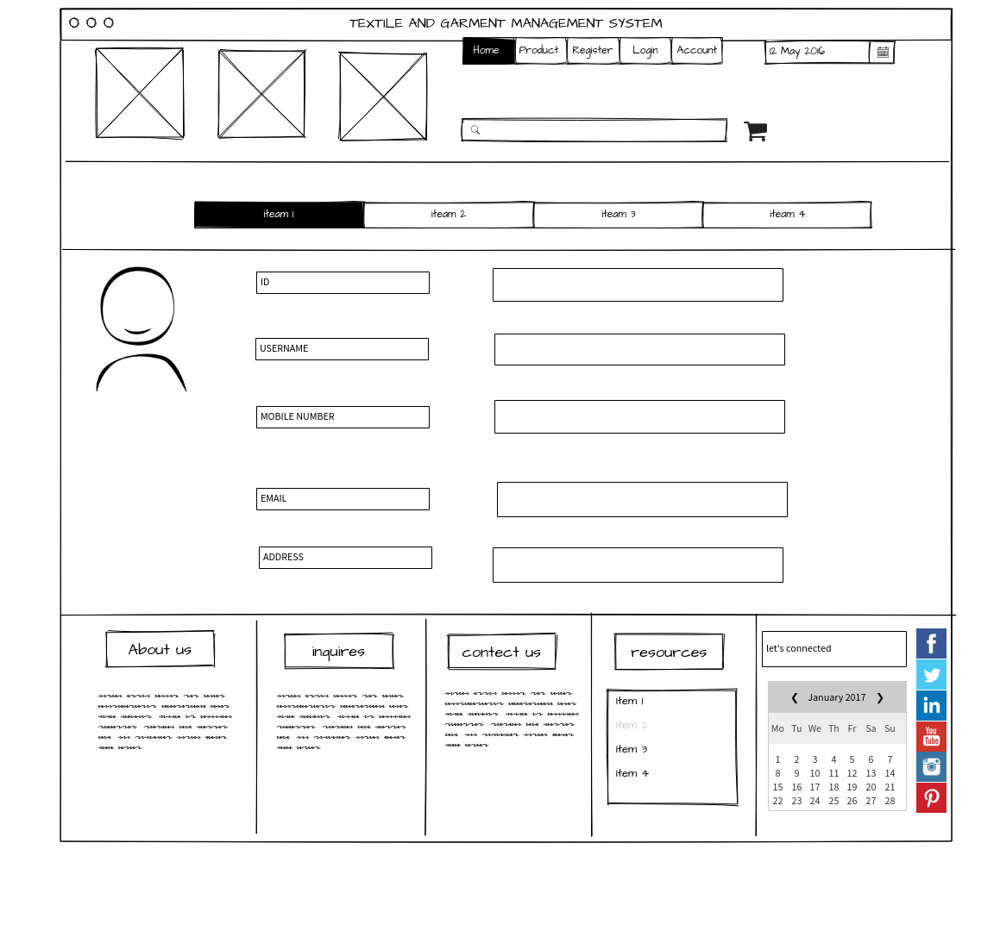 TEXTILE AND GARMENT MANAGEMENT SYSTEM
Home Product Register Login Account
12 May 2016
iteam 1 iteam 2 iteam 3 iteam 4
ID
USERNAME
MOBILE NUMBER
EMAIL
ADDRESS
About us
inquires
contact us
resources
Item 1
Item 2
Item 3
Item 4
let's connected
❮ January 2017 ❯
Mo Tu We Th Fr Sa Su
1 2 3 4 5 6 7
8 9 10 11 12 13 14
15 16 17 18 19 20 21
22 23 24 25 26 27 28
f
in
You
Tube